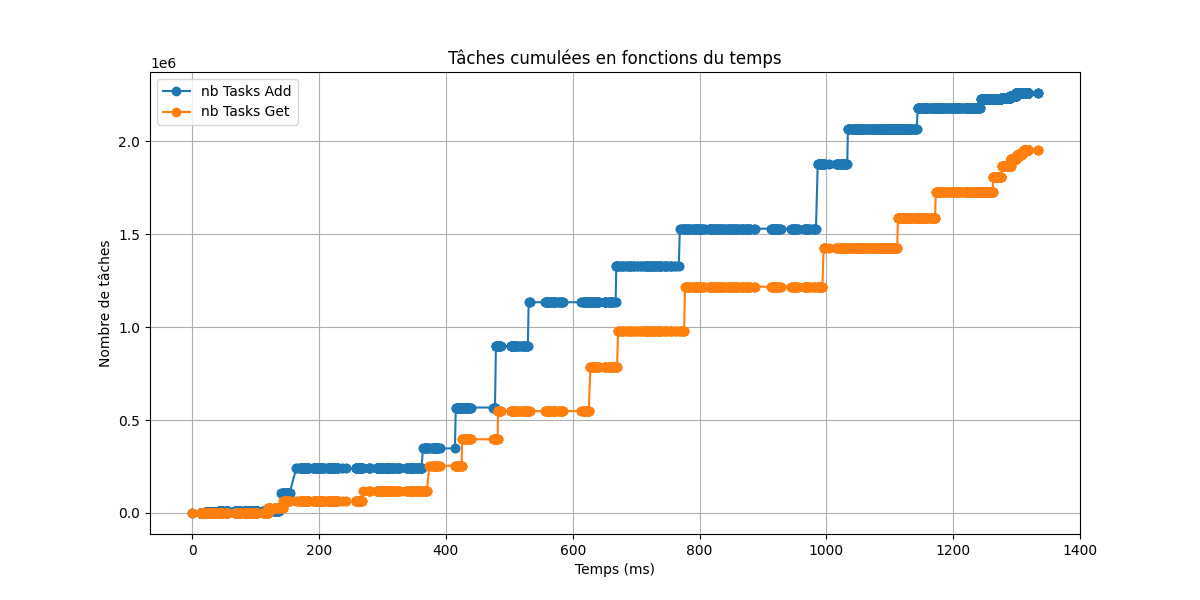 Tâches cumulées en fonctions du temps
1e6
nb Tasks Add
nb Tasks Get
2.0
1.5
1.0
0.5
0.0
Nombre de tâches
0 200 400 600 800 1000 1200 1400
Temps (ms)